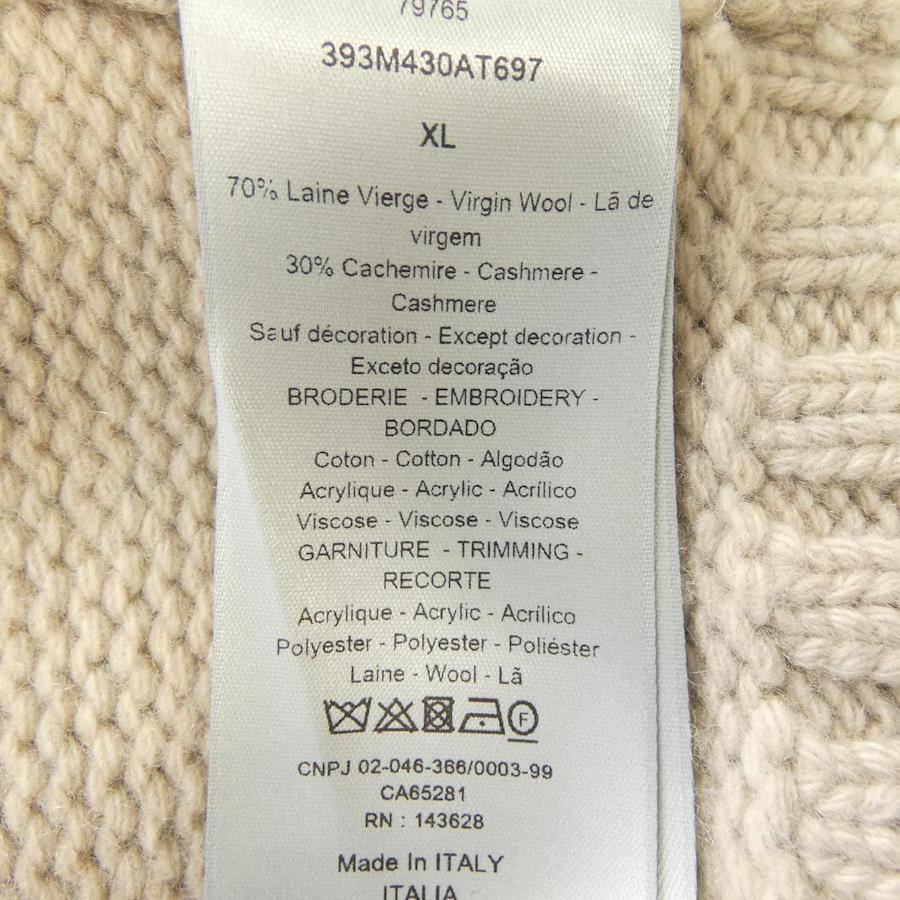 79765
393M430AT697
XL
70% Laine Vierge - Virgin Wool - Lã de
virgem
30% Cachemire - Cashmere -
Cashmere
Sauf décoration - Except decoration -
Exceto decoração
BRODERIE - EMBROIDERY -
BORDADO
Coton - Cotton - Algodão
Acrylique - Acrylic - Acrílico
Viscose - Viscose - Viscose
GARNITURE - TRIMMING -
RECORTE
Acrylique - Acrylic - Acrílico
Polyester - Polyester - Poliéster
Laine - Wool - Lã
F
CNPJ 02-046-366/0003-99
CA65281
RN : 143628
Made In ITALY
ITALIA